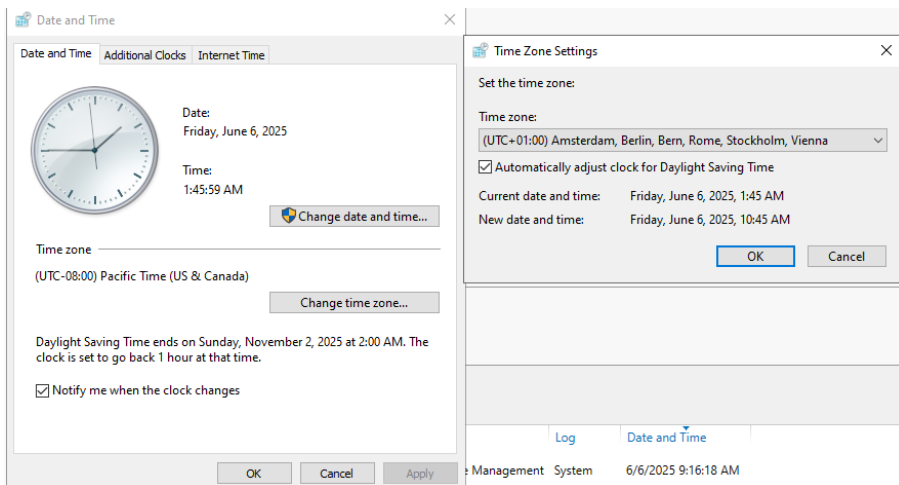 Date and Time
Date and Time Additional Clocks Internet Time
Date:
Friday, June 6, 2025
Time:
1:45:59 AM
Change date and time...
Time zone
(UTC-08:00) Pacific Time (US & Canada)
Change time zone...
Daylight Saving Time ends on Sunday, November 2, 2025 at 2:00 AM. The
clock is set to go back 1 hour at that time.
Notify me when the clock changes
OK Cancel Apply
Time Zone Settings
Set the time zone:
Time zone:
(UTC+01:00) Amsterdam, Berlin, Bern, Rome, Stockholm, Vienna
Automatically adjust clock for Daylight Saving Time
Current date and time: Friday, June 6, 2025, 1:45 AM
New date and time: Friday, June 6, 2025, 10:45 AM
OK Cancel
Log Date and Time
Management System 6/6/2025 9:16:18 AM